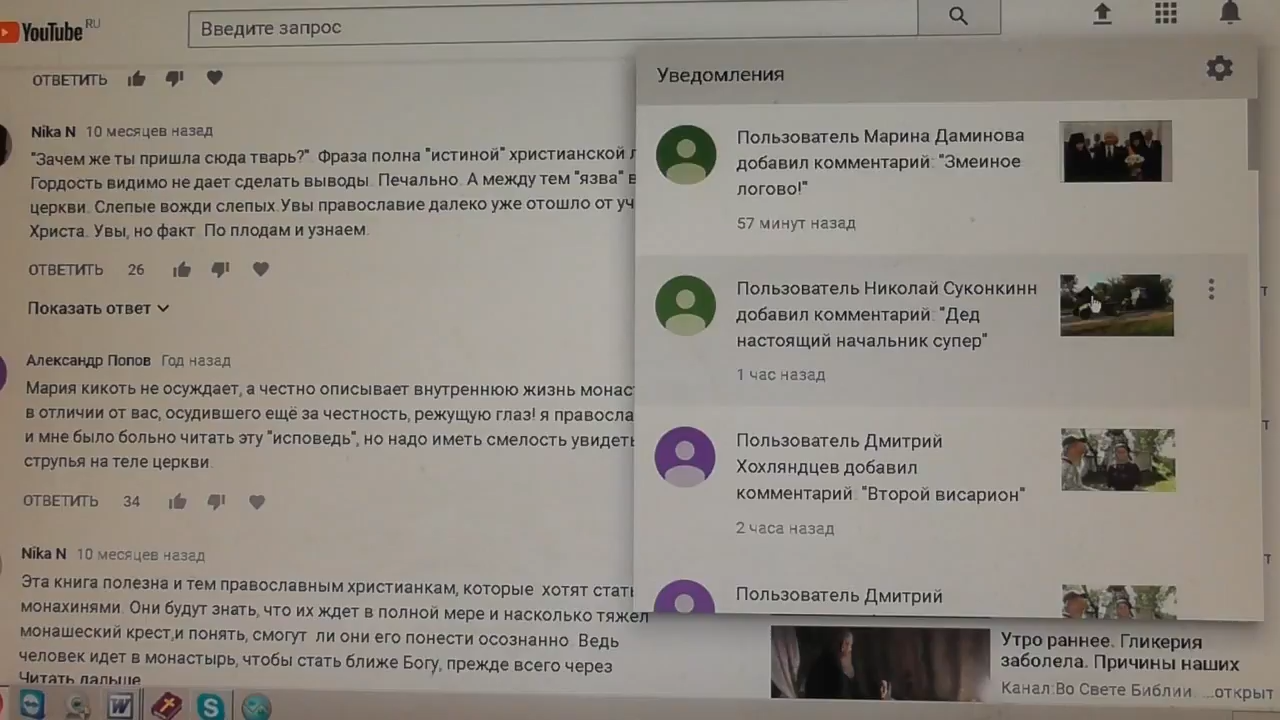 YouTube RU
Введите запрос
ОТВЕТИТЬ
Nika N 10 месяцев назад
"Зачем же ты пришла сюда тварь?". Фраза полна "истиной" христианской л
Гордость видимо не дает сделать выводы. Печально. А между тем "язва" в
церкви. Слепые вожди слепых.Увы православие далеко уже отошло от уч
Христа. Увы, но факт. По плодам и узнаем.
ОТВЕТИТЬ 26
Показать ответ
Александр Попов Год назад
Мария кикоть не осуждает, а честно описывает внутреннюю жизнь монас
в отличии от вас, осудившего ещё за честность, режущую глаз! я правосла
и мне было больно читать эту "исповедь", но надо иметь смелость увидеть
струпья на теле церкви.
ОТВЕТИТЬ 34
Nika N 10 месяцев назад
Эта книга полезна и тем православным христианкам, которые хотят стать
монахинями. Они будут знать, что их ждет в полной мере и насколько тяжел
монашеский крест,и понять, смогут ли они его понести осознанно. Ведь
человек идет в монастырь, чтобы стать ближе Богу, прежде всего через
Читать дальше
Уведомления
Пользователь Марина Даминова
добавил комментарий: "Змеиное
логово!"
57 минут назад
Пользователь Николай Суконкинн
добавил комментарий: "Дед
настоящий начальник супер"
1 час назад
Пользователь Дмитрий
Хохляндцев добавил
комментарий: "Второй висарион"
2 часа назад
Пользователь Дмитрий
Утро раннее. Гликерия
заболела. Причины наших
Канал:Во Свете Библии. ...открыт